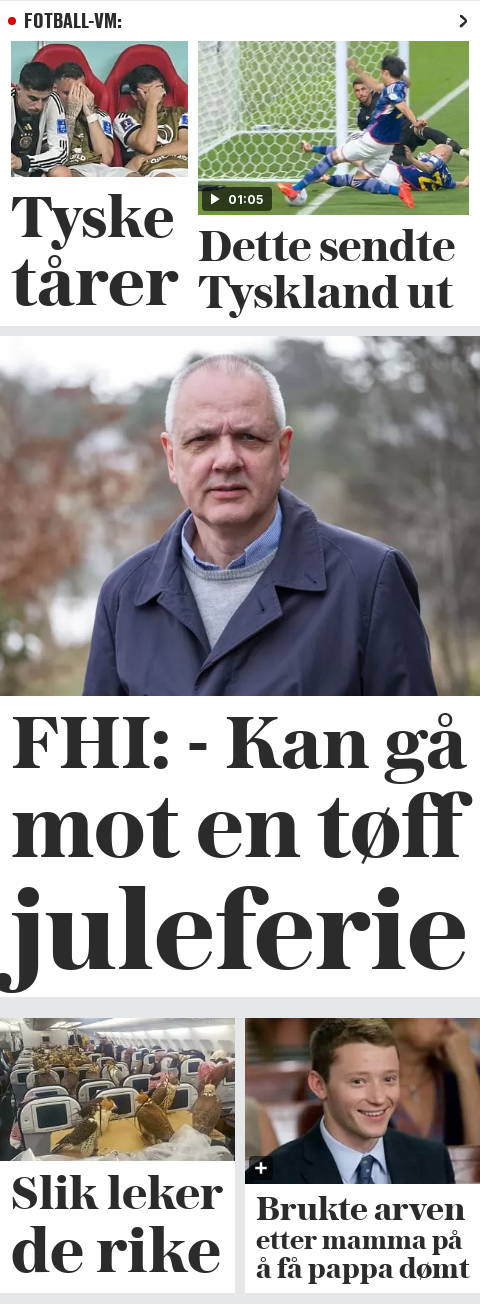 FOTBALL-VM:
01:05
Tyske
tårer
Dette sendte
Tyskland ut
FHI: - Kan gå
mot en tøff
juleferie
Slik leker
de rike
Brukte arven
etter mamma på
å få pappa dømt